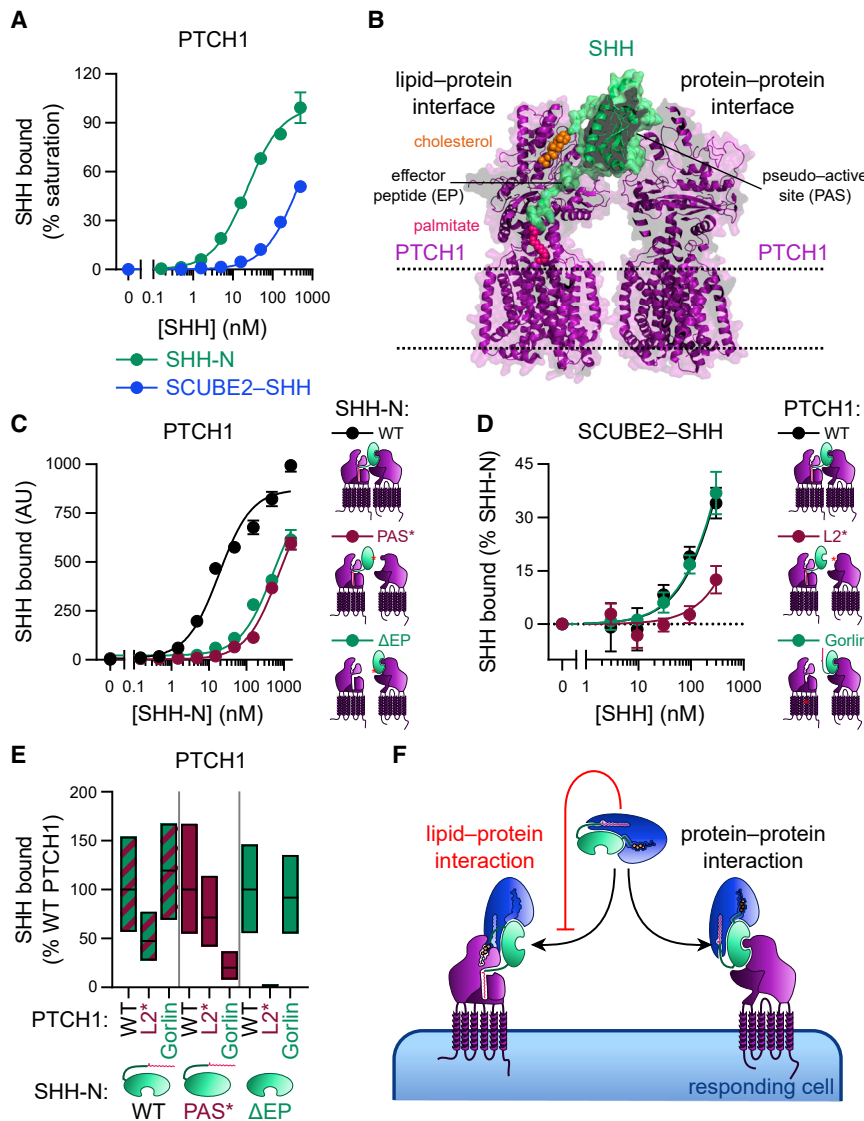 A
PTCH1
SHH bound
(% saturation)
120
90
60
30
0
0
0.1
1
10
100
1000
[SHH] (nM)
SHH-N
SCUBE2–SHH
B
SHH
lipid–protein
interface
protein–protein
interface
cholesterol
effector
peptide (EP)
pseudo–active
site (PAS)
palmitate
PTCH1
PTCH1
C
PTCH1
SHH bound (AU)
1000
750
500
250
0
0
0.1
1
10
100
1000
[SHH-N] (nM)
SHH-N:
WT
PAS*
ΔEP
D
SCUBE2–SHH
SHH bound (% SHH-N)
45
30
15
0
0
1
10
100
1000
[SHH] (nM)
PTCH1:
WT
L2*
Gorlin
E
PTCH1
SHH bound
(% WT PTCH1)
200
150
100
50
0
PTCH1:
WT
L2*
Gorlin
WT
L2*
Gorlin
WT
L2*
Gorlin
SHH-N:
WT
PAS*
ΔEP
F
lipid–protein
interaction
protein–protein
interaction
responding cell